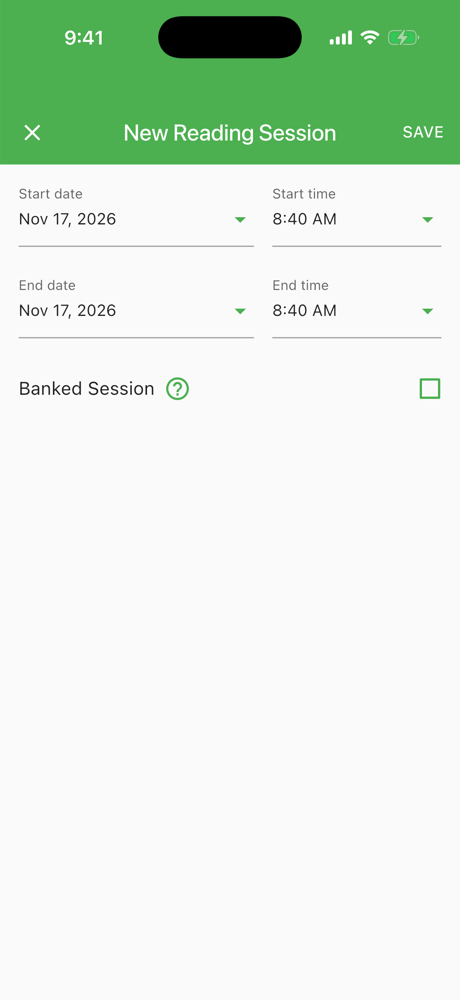 9:41
New Reading Session
SAVE
Start date
Nov 17, 2026
Start time
8:40 AM
End date
Nov 17, 2026
End time
8:40 AM
Banked Session
?